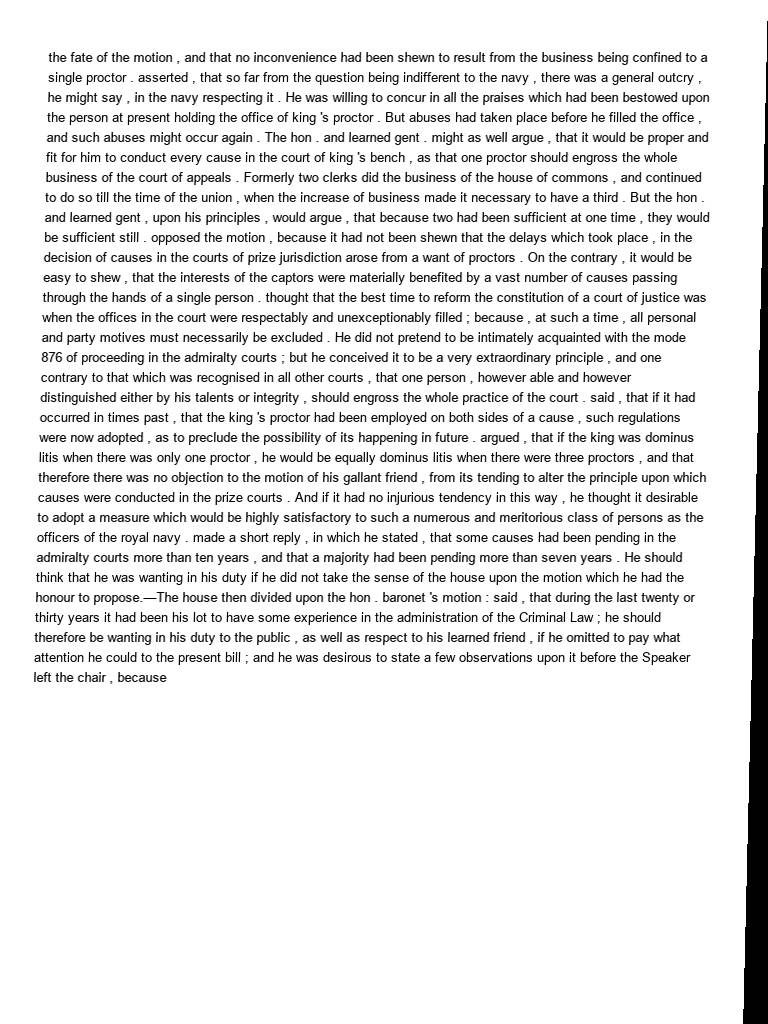 the fate of the motion , and that no inconvenience had been shewn to result from the business being confined to a
single proctor . asserted , that so far from the question being indifferent to the navy , there was a general outcry ,
he might say , in the navy respecting it . He was willing to concur in all the praises which had been bestowed upon
the person at present holding the office of king 's proctor . But abuses had taken place before he filled the office ,
and such abuses might occur again . The hon . and learned gent . might as well argue , that it would be proper and
fit for him to conduct every cause in the court of king 's bench , as that one proctor should engross the whole
business of the court of appeals . Formerly two clerks did the business of the house of commons , and continued
to do so till the time of the union , when the increase of business made it necessary to have a third . But the hon .
and learned gent , upon his principles , would argue , that because two had been sufficient at one time , they would
be sufficient still . opposed the motion , because it had not been shewn that the delays which took place , in the
decision of causes in the courts of prize jurisdiction arose from a want of proctors . On the contrary , it would be
easy to shew , that the interests of the captors were materially benefited by a vast number of causes passing
through the hands of a single person . thought that the best time to reform the constitution of a court of justice was
when the offices in the court were respectably and unexceptionably filled ; because , at such a time , all personal
and party motives must necessarily be excluded . He did not pretend to be intimately acquainted with the mode
876 of proceeding in the admiralty courts ; but he conceived it to be a very extraordinary principle , and one
contrary to that which was recognised in all other courts , that one person , however able and however
distinguished either by his talents or integrity , should engross the whole practice of the court . said , that if it had
occurred in times past , that the king 's proctor had been employed on both sides of a cause , such regulations
were now adopted , as to preclude the possibility of its happening in future . argued , that if the king was dominus
litis when there was only one proctor , he would be equally dominus litis when there were three proctors , and that
therefore there was no objection to the motion of his gallant friend , from its tending to alter the principle upon which
causes were conducted in the prize courts . And if it had no injurious tendency in this way , he thought it desirable
to adopt a measure which would be highly satisfactory to such a numerous and meritorious class of persons as the
officers of the royal navy . made a short reply , in which he stated , that some causes had been pending in the
admiralty courts more than ten years , and that a majority had been pending more than seven years . He should
think that he was wanting in his duty if he did not take the sense of the house upon the motion which he had the
honour to propose.—The house then divided upon the hon . baronet 's motion : said , that during the last twenty or
thirty years it had been his lot to have some experience in the administration of the Criminal Law ; he should
therefore be wanting in his duty to the public , as well as respect to his learned friend , if he omitted to pay what
attention he could to the present bill ; and he was desirous to state a few observations upon it before the Speaker
left the chair , because